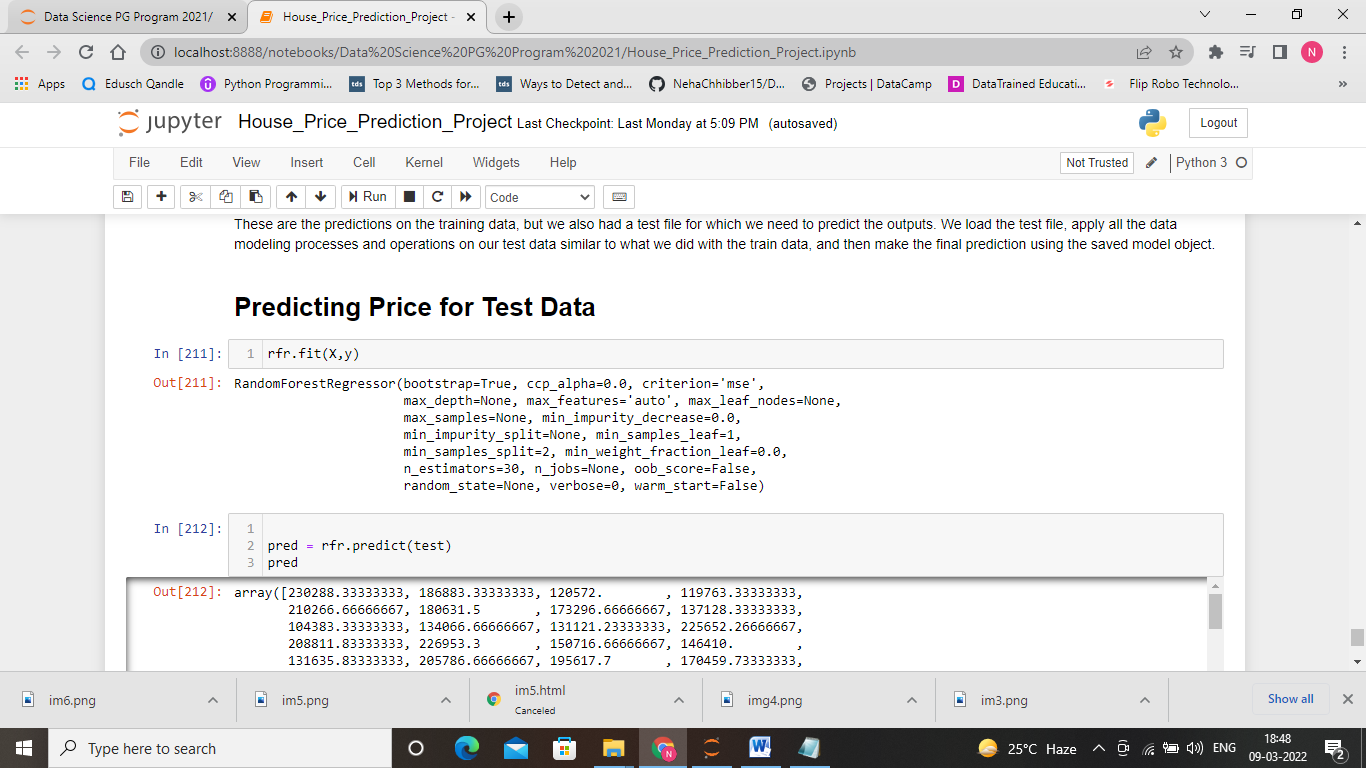 Data Science PG Program 2021/
House_Price_Prediction_Project -
localhost:8888/notebooks/Data%20Science%20PG%20Program%202021/House_Price_Prediction_Project.ipynb
N
Apps Edusch Qandle Python Programmi... tds Top 3 Methods for... tds Ways to Detect and... NehaChhibber15/D... Projects | DataCamp D DataTrained Educati... Flip Robo Technolo... »
jupyter House_Price_Prediction_Project Last Checkpoint: Last Monday at 5:09 PM (autosaved) Logout
File Edit View Insert Cell Kernel Widgets Help Not Trusted Python 3
Run Code
These are the predictions on the training data, but we also had a test file for which we need to predict the outputs. We load the test file, apply all the data
modeling processes and operations on our test data similar to what we did with the train data, and then make the final prediction using the saved model object.
Predicting Price for Test Data
In [211]: 1 rfr.fit(X,y)
Out[211]: RandomForestRegressor(bootstrap=True, ccp_alpha=0.0, criterion='mse',
max_depth=None, max_features='auto', max_leaf_nodes=None,
max_samples=None, min_impurity_decrease=0.0,
min_impurity_split=None, min_samples_leaf=1,
min_samples_split=2, min_weight_fraction_leaf=0.0,
n_estimators=30, n_jobs=None, oob_score=False,
random_state=None, verbose=0, warm_start=False)
In [212]: 1
2 pred = rfr.predict(test)
3 pred
Out[212]: array([230288.33333333, 186883.33333333, 120572. , 119763.33333333,
210266.66666667, 180631.5 , 173296.66666667, 137128.33333333,
104383.33333333, 134066.66666667, 131121.23333333, 225652.26666667,
208811.83333333, 226953.3 , 150716.66666667, 146410. ,
131635.83333333, 205786.66666667, 195617.7 , 170459.73333333,
im6.png
im5.png
im5.html
Canceled
img4.png
im3.png
Show all
Type here to search
N
W
25°C Haze
ENG
18:48
09-03-2022
2